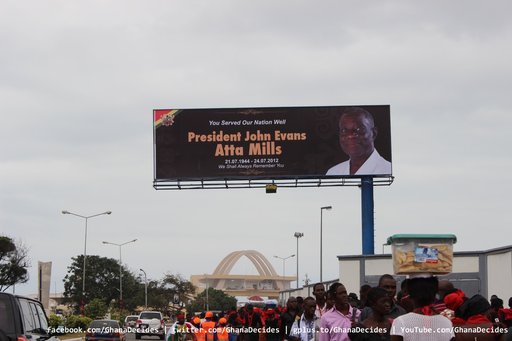 You Served Our Nation Well
President John Evans
Atta Mills
21.07.1944 - 24.07.2012
We Shall Always Remember You
facebook.com/GhanaDecides | Twitter.com/GhanaDecides | gplus.to/GhanaDecides | YouTube.com/GhanaDecides